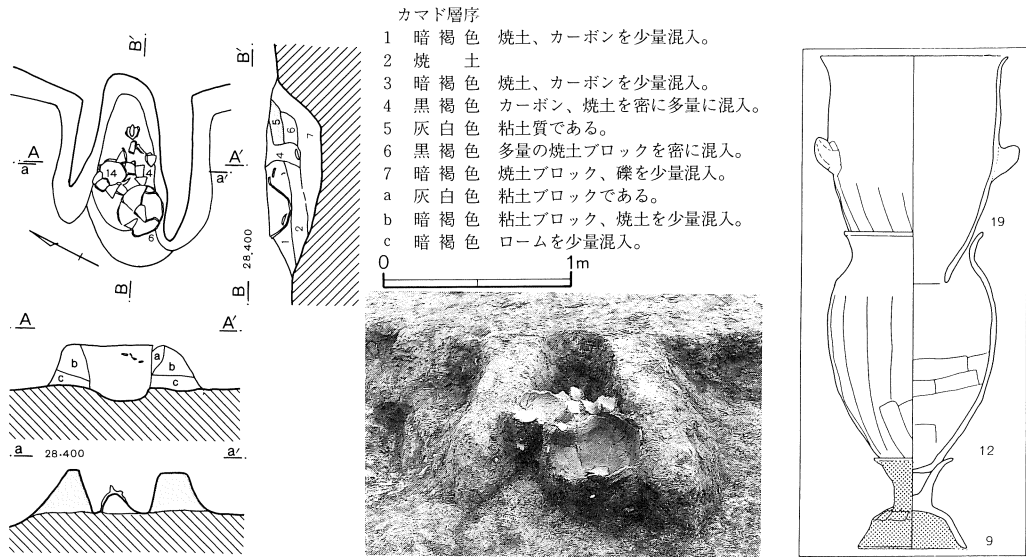 カマド層序
1 暗褐色 焼土、カーボンを少量混入。
2 焼土
3 暗褐色 焼土、カーボンを少量混入。
4 黒褐色 カーボン、焼土を密に多量に混入。
5 灰白色 粘土質である。
6 黒褐色 多量の焼土ブロックを密に混入。
7 暗褐色 焼土ブロック、礫を少量混入。
a 灰白色 粘土ブロックである。
b 暗褐色 粘土ブロック、焼土を少量混入。
c 暗褐色 ロームを少量混入。
0 1m
B′
B′
A
a
A′
a′
14
4
6
B
B
28.400
5
6
7
4
1
2
A
A′
b
c
a
b
c
a 28.400
a′
19
12
9